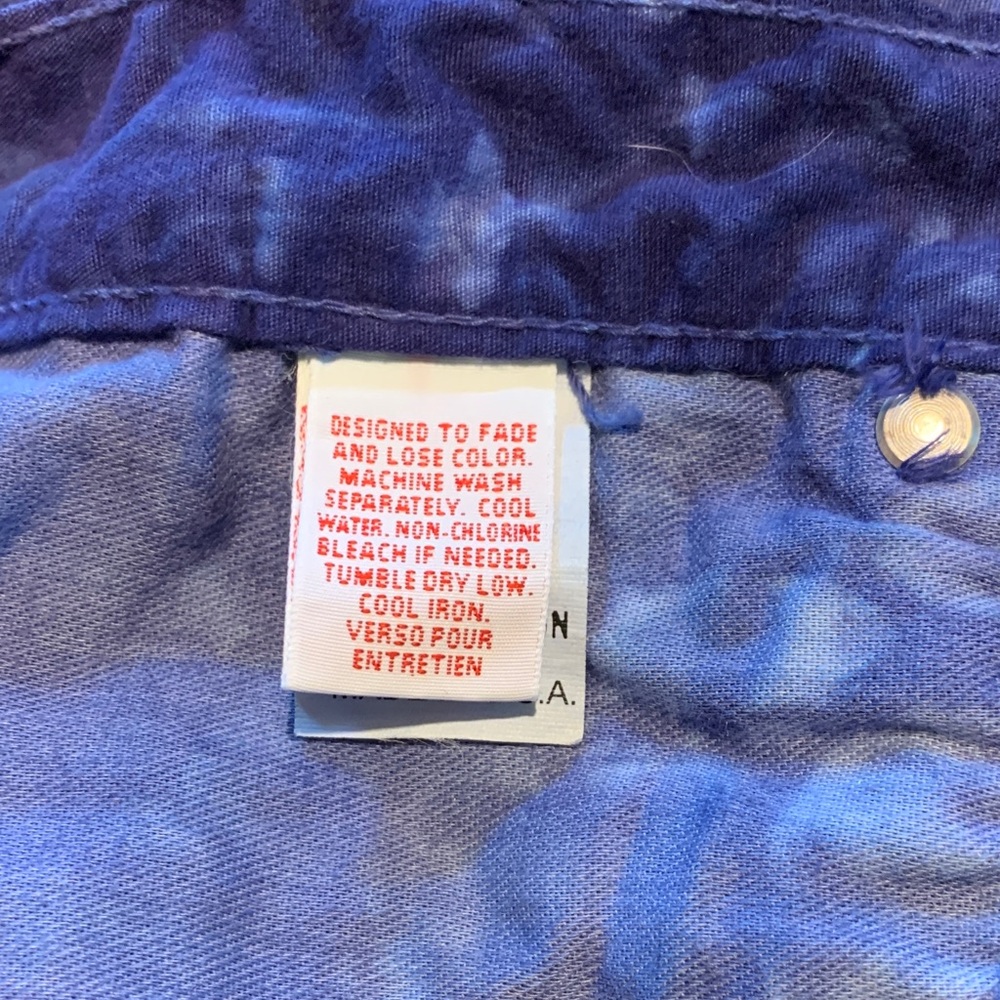 DESIGNED TO FADE
AND LOSE COLOR.
MACHINE WASH
SEPARATELY. COOL
WATER. NON-CHLORINE
BLEACH IF NEEDED.
TUMBLE DRY LOW.
COOL IRON.
VERSO POUR
ENTRETIEN
N
.A.